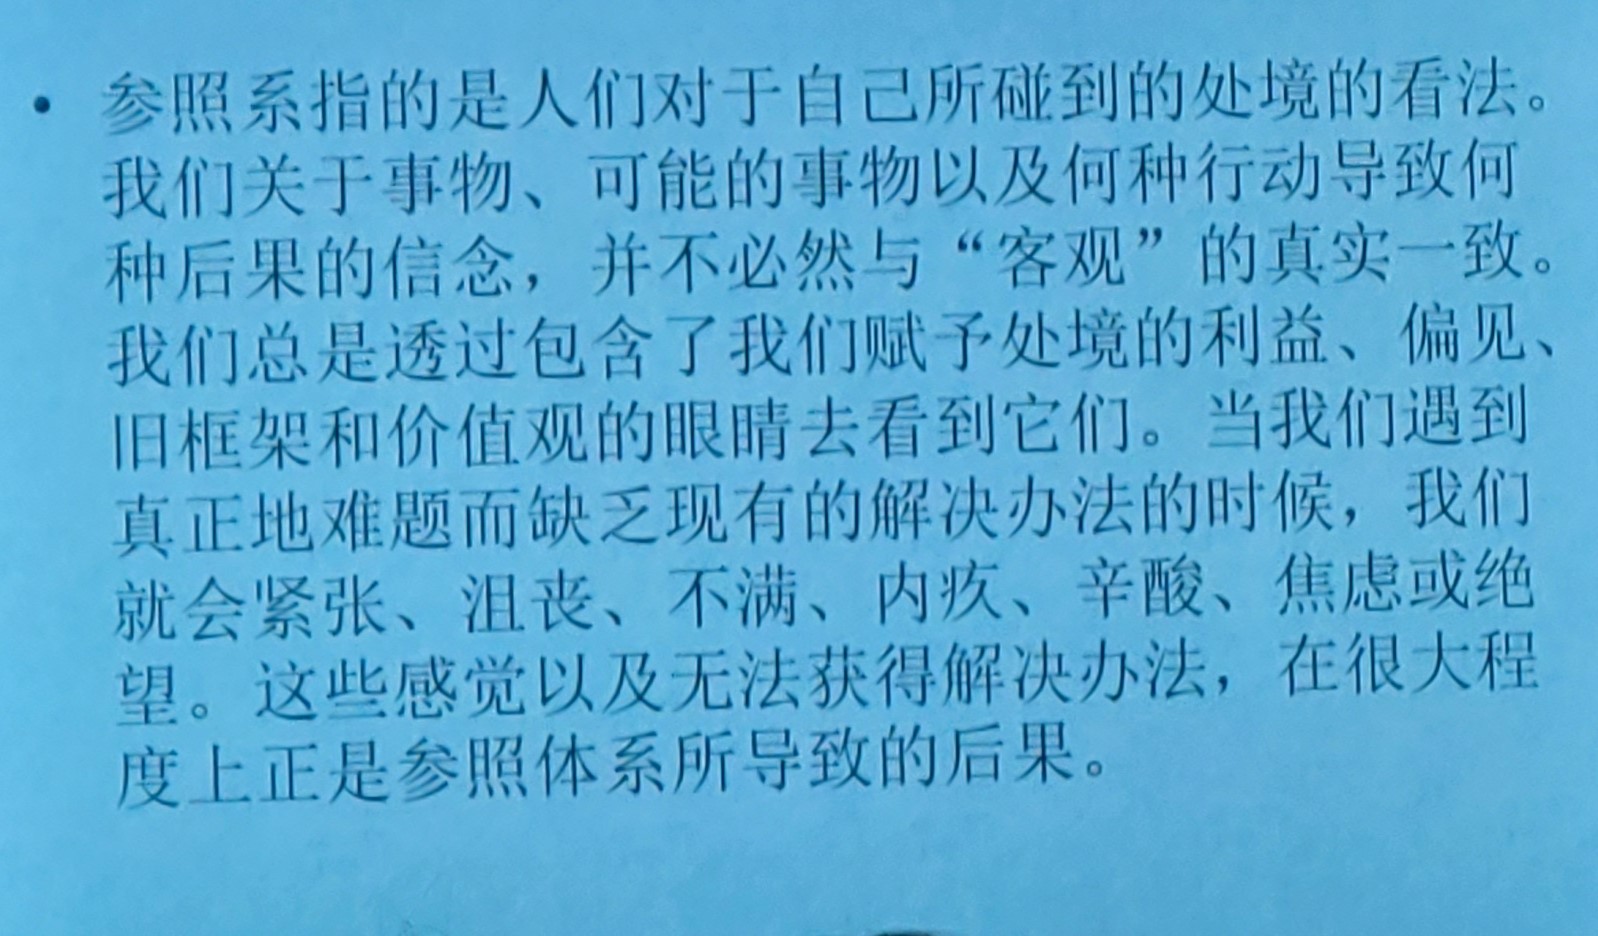 • 参照系指的是人们对于自己所碰到的处境的看法。
我们关于事物、可能的事物以及何种行动导致何
种后果的信念，并不必然与“客观”的真实一致。
我们总是透过包含了我们赋予处境的利益、偏见、
旧框架和价值观的眼睛去看到它们。当我们遇到
真正地难题而缺乏现有的解决办法的时候，我们
就会紧张、沮丧、不满、内疚、辛酸、焦虑或绝
望。这些感觉以及无法获得解决办法，在很大程
度上正是参照体系所导致的后果。